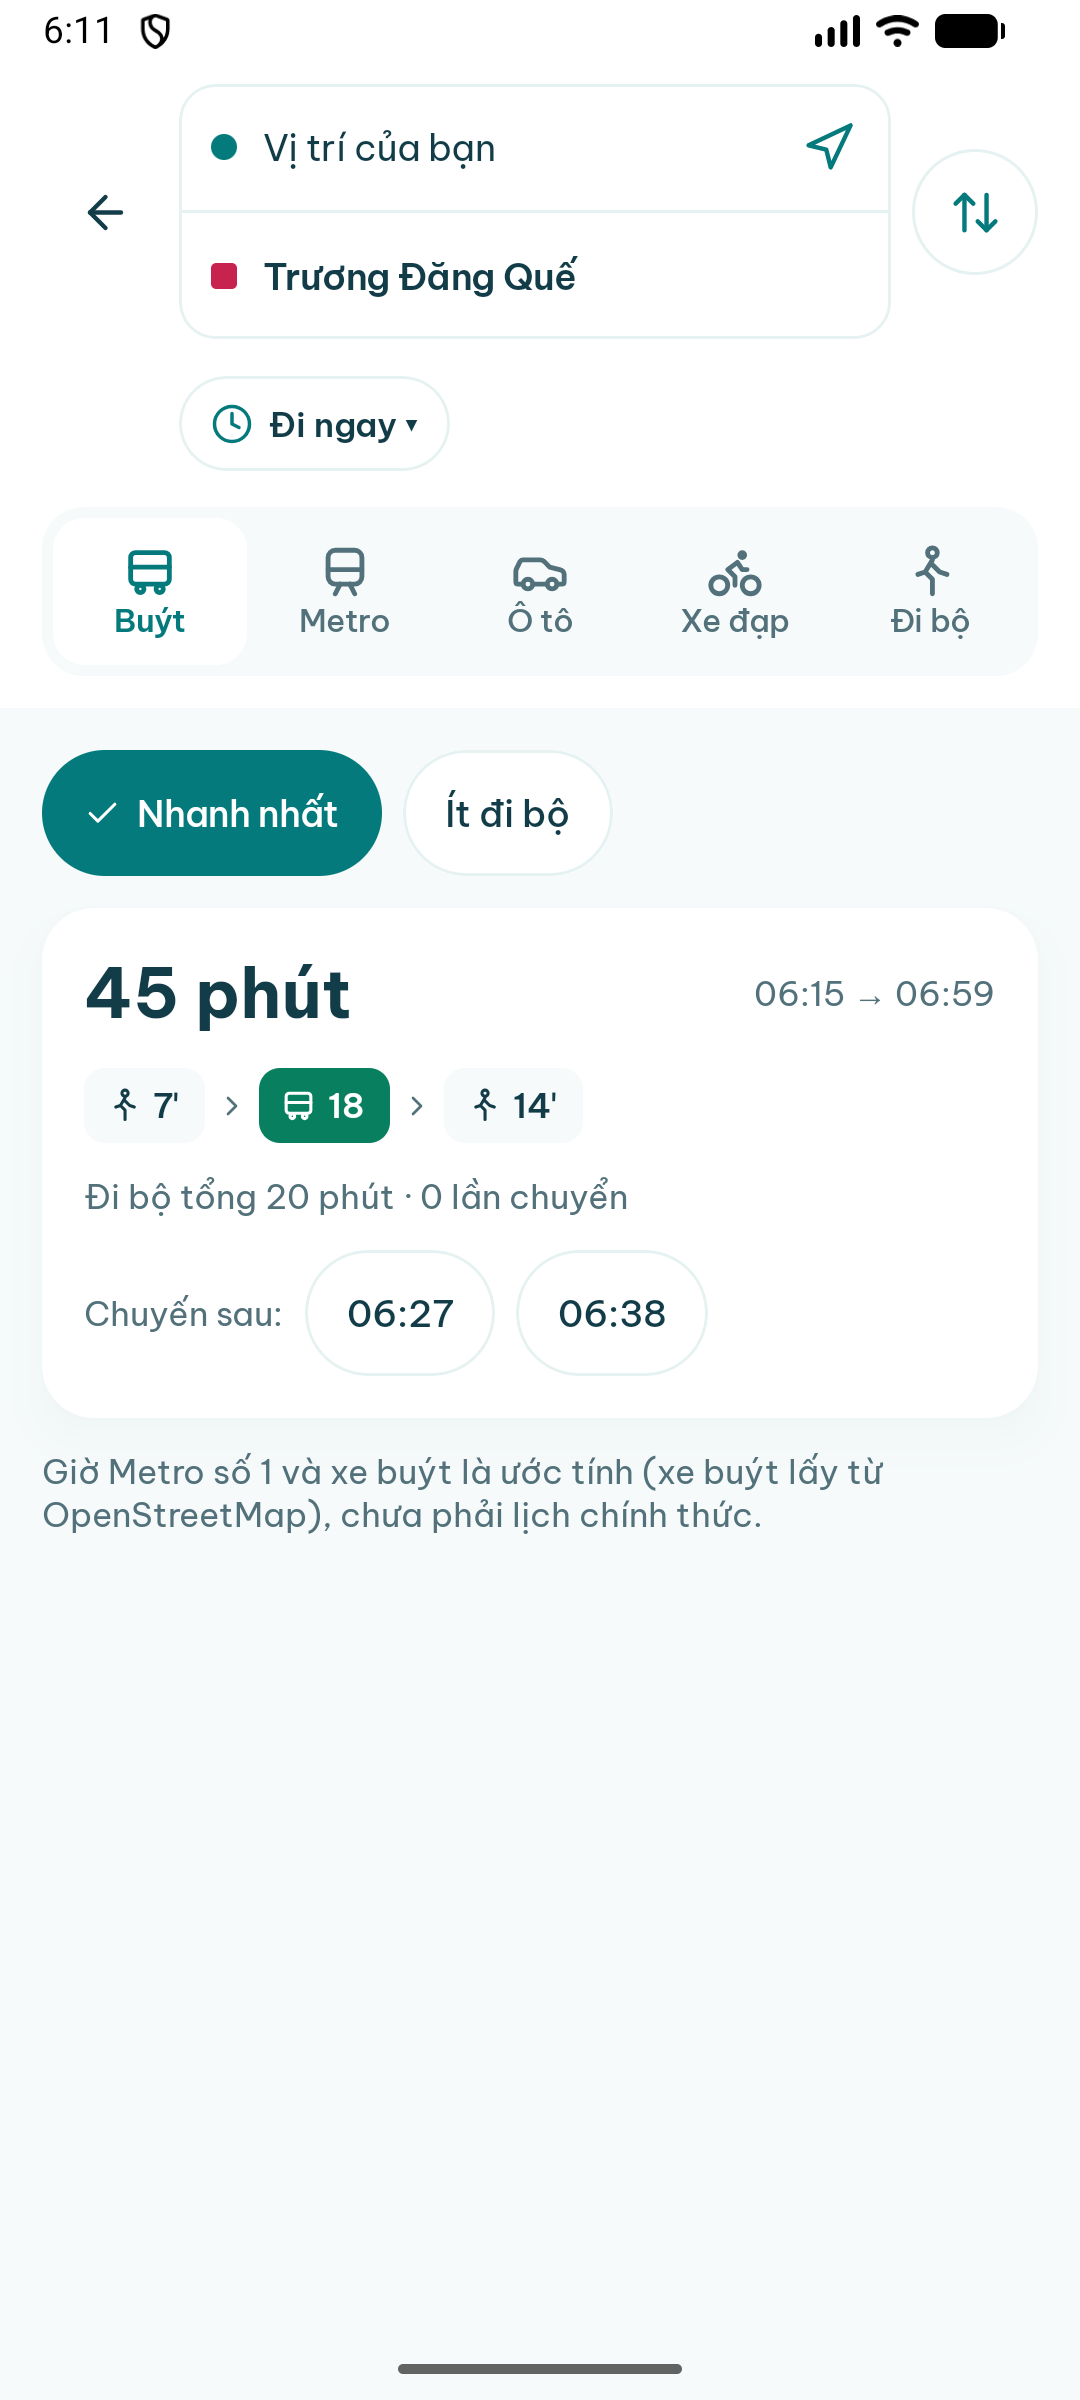 6:11
Vị trí của bạn
Trương Đăng Quế
Đi ngay ▾
Buýt
Metro
Ô tô
Xe đạp
Đi bộ
Nhanh nhất
Ít đi bộ
45 phút
06:15 → 06:59
7'
18
14'
Đi bộ tổng 20 phút · 0 lần chuyển
Chuyến sau:
06:27
06:38
Giờ Metro số 1 và xe buýt là ước tính (xe buýt lấy từ
OpenStreetMap), chưa phải lịch chính thức.